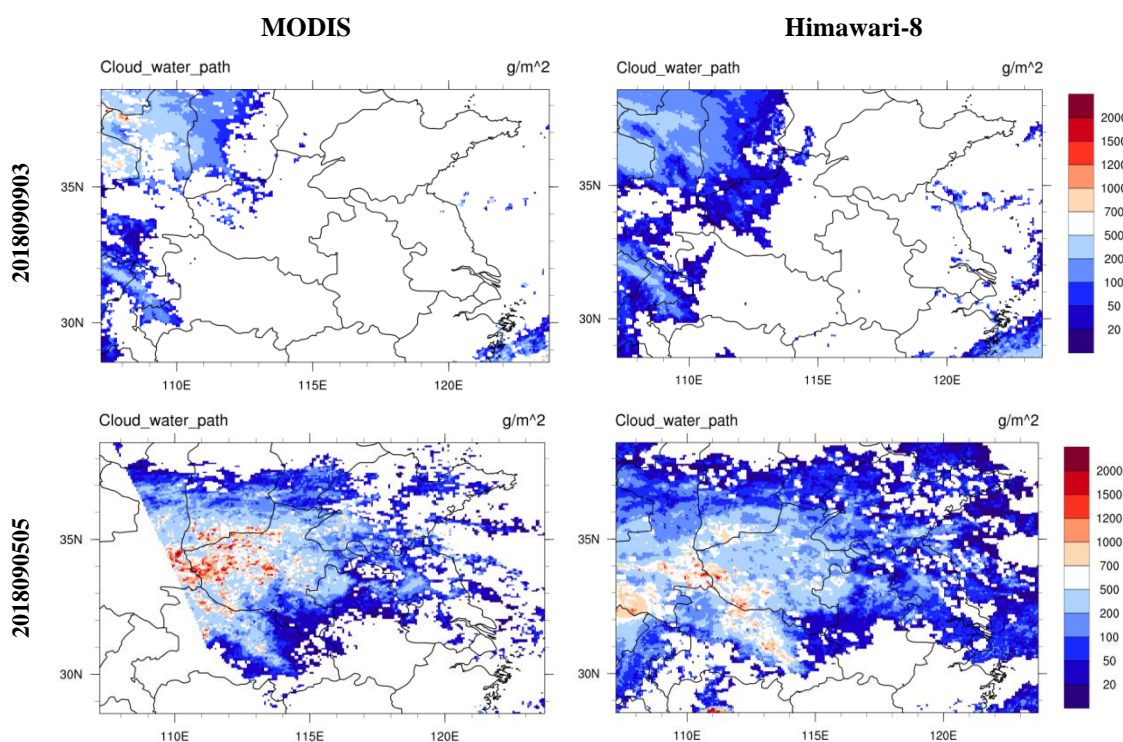 MODIS
Himawari-8
2018090903
Cloud_water_path g/m^2
35N
30N
110E 115E 120E
Cloud_water_path g/m^2
35N
30N
110E 115E 120E
2000
1500
1200
1000
700
500
200
100
50
20
2018090505
Cloud_water_path g/m^2
35N
30N
110E 115E 120E
Cloud_water_path g/m^2
35N
30N
110E 115E 120E
2000
1500
1200
1000
700
500
200
100
50
20